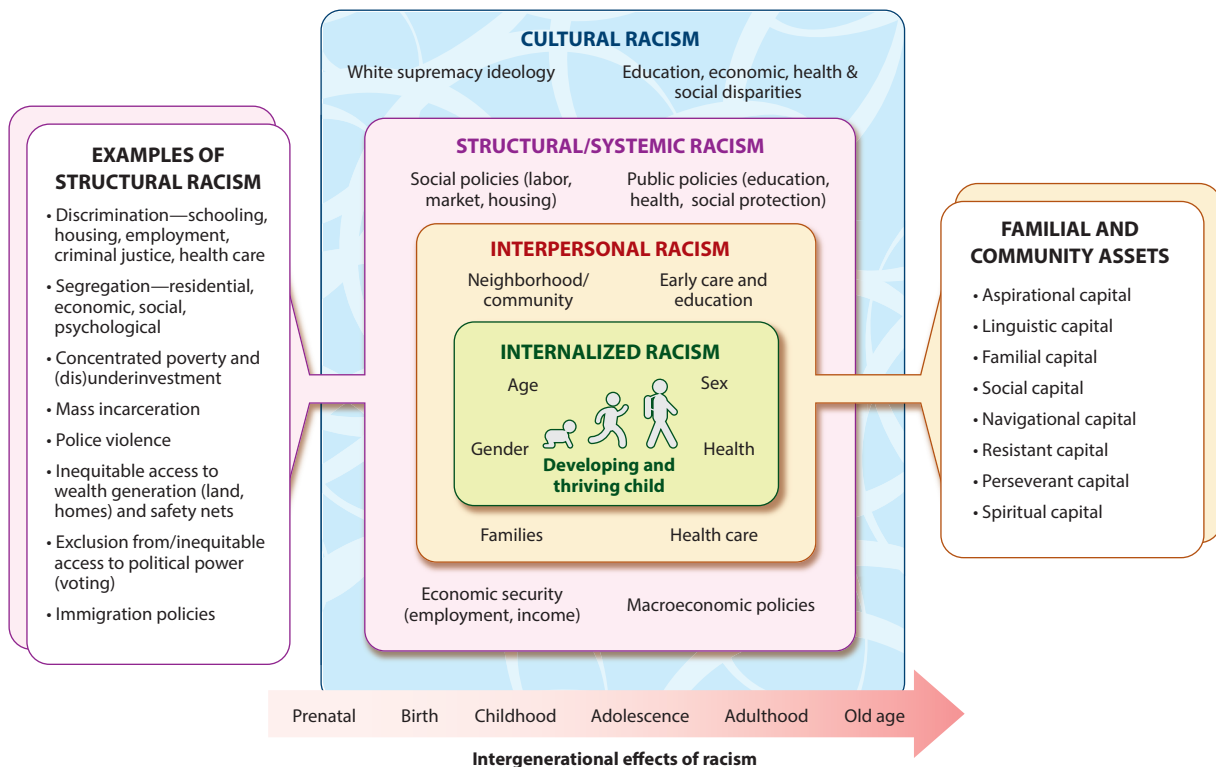 CULTURAL RACISM
White supremacy ideology
Education, economic, health &
social disparities
EXAMPLES OF
STRUCTURAL RACISM
• Discrimination—schooling,
housing, employment,
criminal justice, health care
• Segregation—residential,
economic, social,
psychological
• Concentrated poverty and
(dis)underinvestment
• Mass incarceration
• Police violence
• Inequitable access to
wealth generation (land,
homes) and safety nets
• Exclusion from/inequitable
access to political power
(voting)
• Immigration policies
STRUCTURAL/SYSTEMIC RACISM
Social policies (labor,
market, housing)
Public policies (education,
health, social protection)
INTERPERSONAL RACISM
Neighborhood/
community
Early care and
education
INTERNALIZED RACISM
Age
Sex
Gender
Health
Developing and
thriving child
Families
Health care
Economic security
(employment, income)
Macroeconomic policies
FAMILIAL AND
COMMUNITY ASSETS
• Aspirational capital
• Linguistic capital
• Familial capital
• Social capital
• Navigational capital
• Resistant capital
• Perseverant capital
• Spiritual capital
Prenatal
Birth
Childhood
Adolescence
Adulthood
Old age
Intergenerational effects of racism